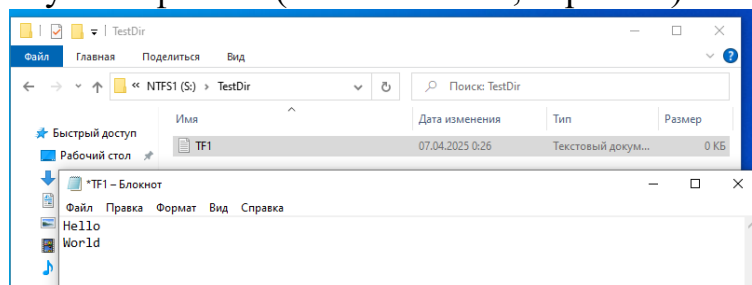 TestDir
Файл Главная Поделиться Вид
« NTFS1 (S:) › TestDir
Поиск: TestDir
Имя Дата изменения Тип Размер
Быстрый доступ
Рабочий стол
TF1 07.04.2025 0:26 Текстовый докум... 0 КБ
*TF1 – Блокнот
Файл Правка Формат Вид Справка
Hello
World